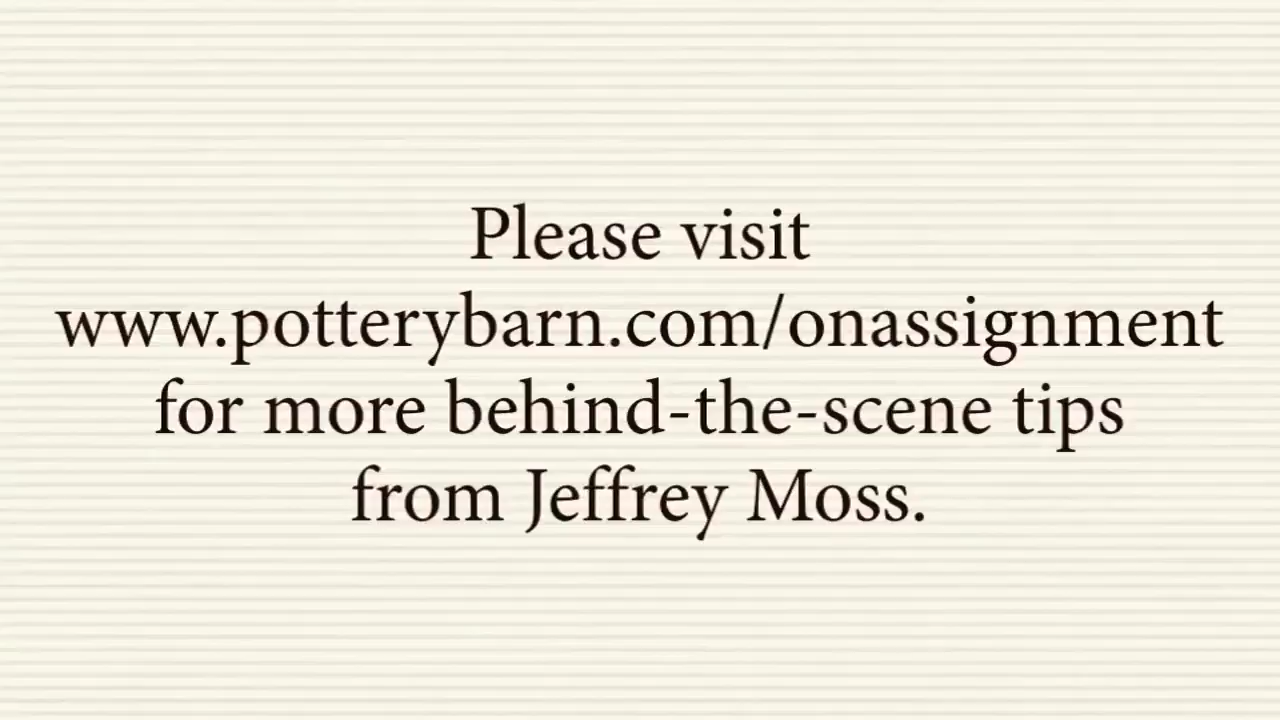 Please visit
www.potterybarn.com/onassignment
for more behind-the-scene tips
from Jeffrey Moss.